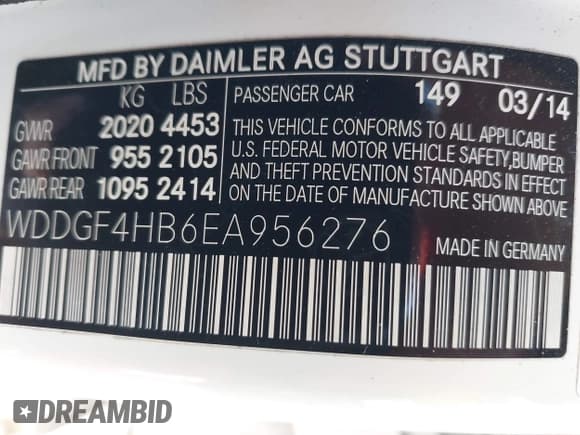 MFD BY DAIMLER AG STUTTGART
KG LBS
GVWR 2020 4453
GAWR FRONT 955 2105
GAWR REAR 1095 2414
PASSENGER CAR 149 03/14
THIS VEHICLE CONFORMS TO ALL APPLICABLE
U.S. FEDERAL MOTOR VEHICLE SAFETY,BUMPER
AND THEFT PREVENTION STANDARDS IN EFFECT
ON THE DATE OF MANUFACTURE SHOWN ABOVE.
WDDGF4HB6EA956276
MADE IN GERMANY
DREAMBID